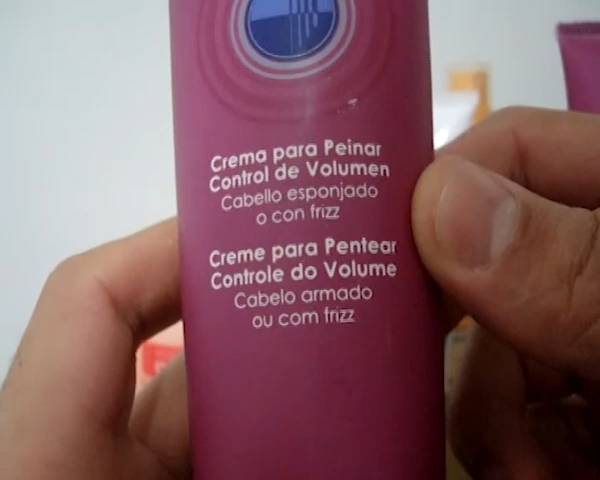 Crema para Peinar
Control de Volumen
Cabello esponjado
o con frizz
Creme para Pentear
Controle do Volume
Cabelo armado
ou com frizz